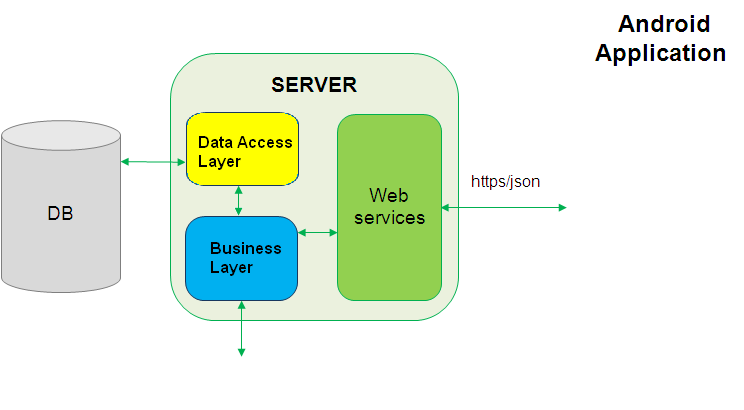 Android
Application
SERVER
Data Access
Layer
DB
Web
services
https/json
Business
Layer